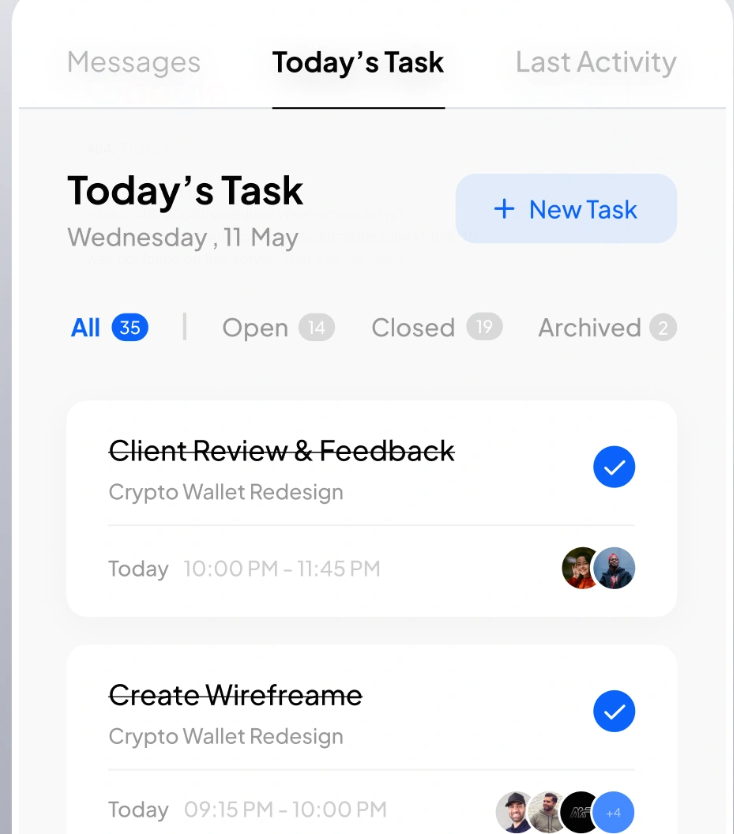 Messages Today’s Task Last Activity
Today’s Task
Wednesday , 11 May
+ New Task
All 35 | Open 14 Closed 19 Archived 2
Client Review & Feedback
Crypto Wallet Redesign
Today 10:00 PM - 11:45 PM
Create Wirefreame
Crypto Wallet Redesign
Today 09:15 PM - 10:00 PM
+4